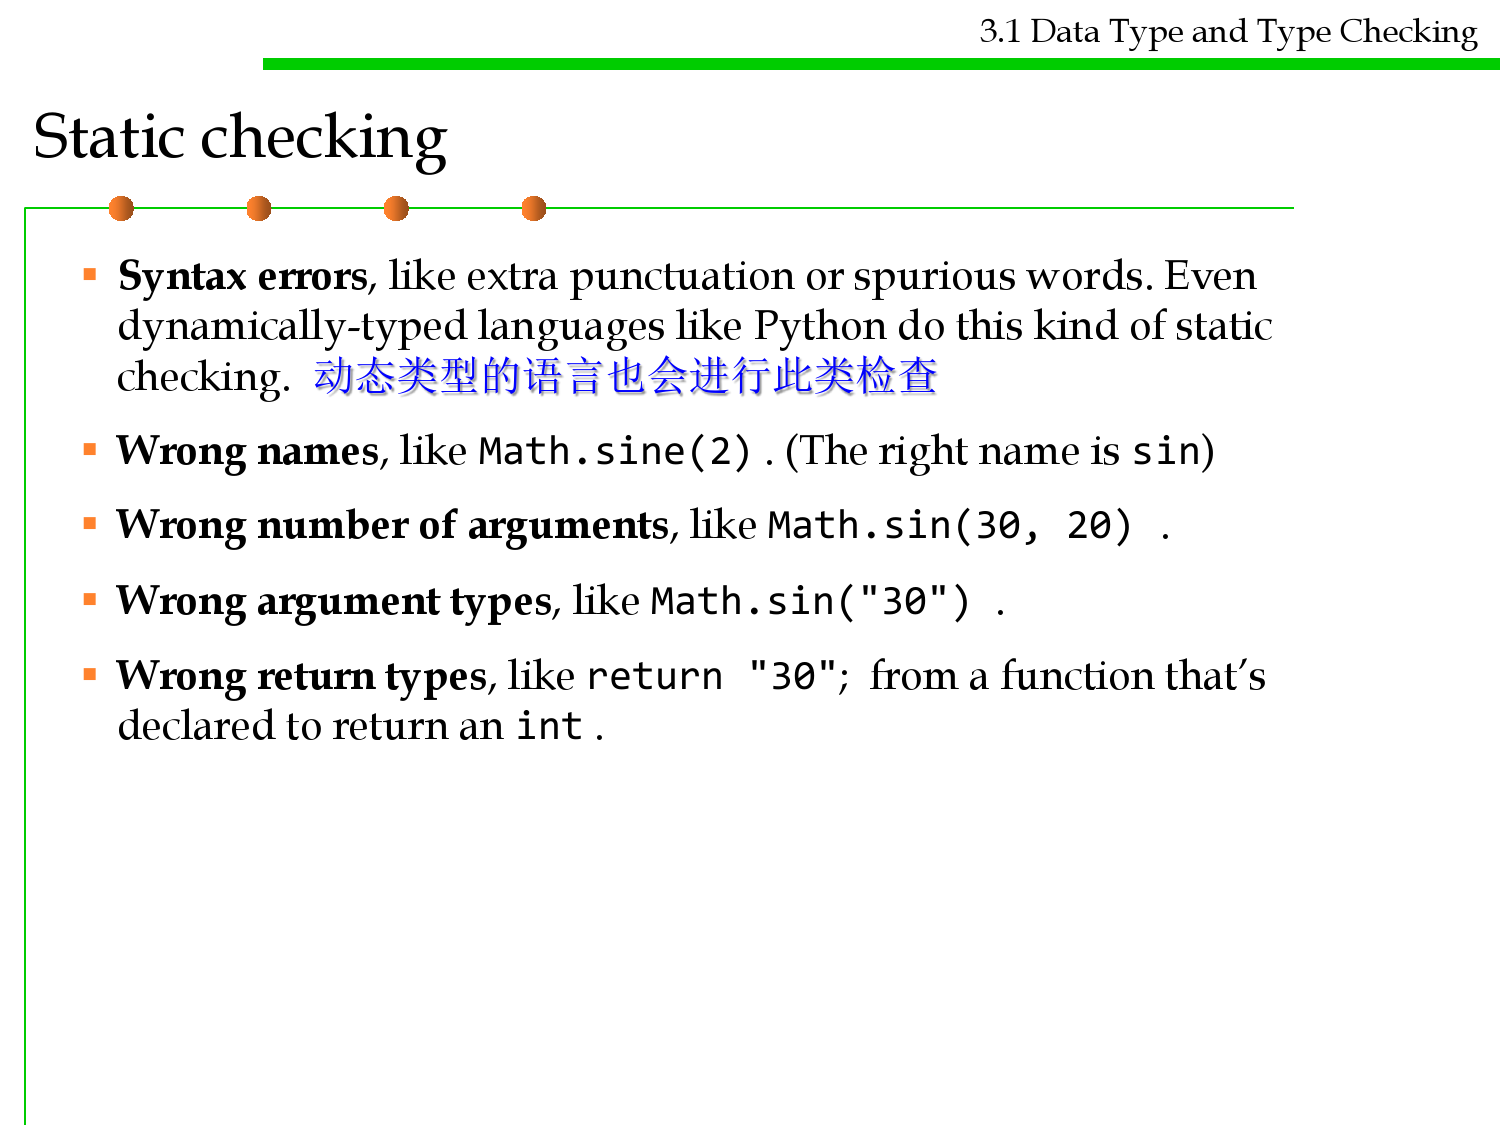 3.1 Data Type and Type Checking
Static checking
Syntax errors, like extra punctuation or spurious words. Even
dynamically-typed languages like Python do this kind of static
checking. 动态类型的语言也会进行此类检查
Wrong names, like Math.sine(2) . (The right name is sin)
Wrong number of arguments, like Math.sin(30, 20) .
Wrong argument types, like Math.sin("30") .
Wrong return types, like return "30"; from a function that’s
declared to return an int .